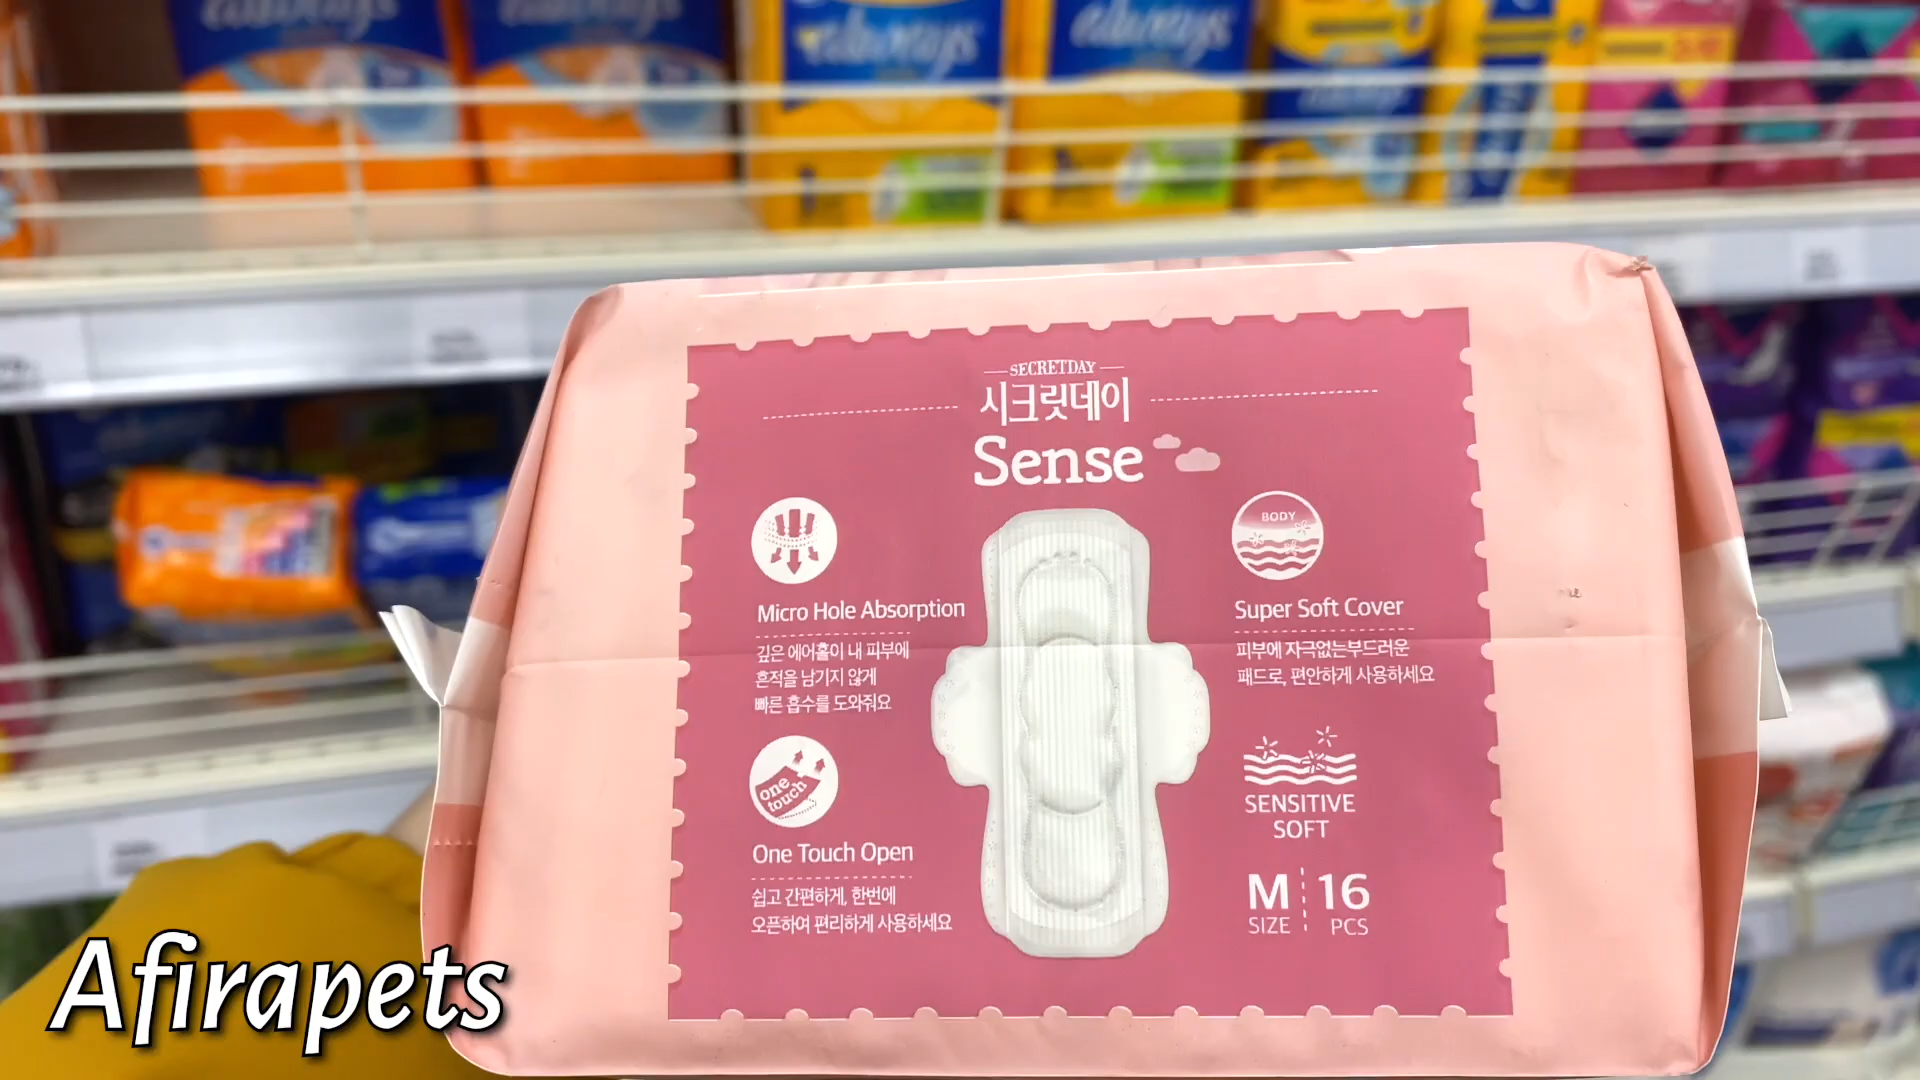 always
always
always
always
SECRETDAY
시크릿데이
Sense
BODY
Micro Hole Absorption
깊은 에어홀이 내 피부에
흔적을 남기지 않게
빠른 흡수를 도와줘요
Super Soft Cover
피부에 자극없는부드러운
패드로, 편안하게 사용하세요
one
touch
One Touch Open
쉽고 간편하게, 한번에
오픈하여 편리하게 사용하세요
SENSITIVE
SOFT
M 16
SIZE PCS
Afirapets